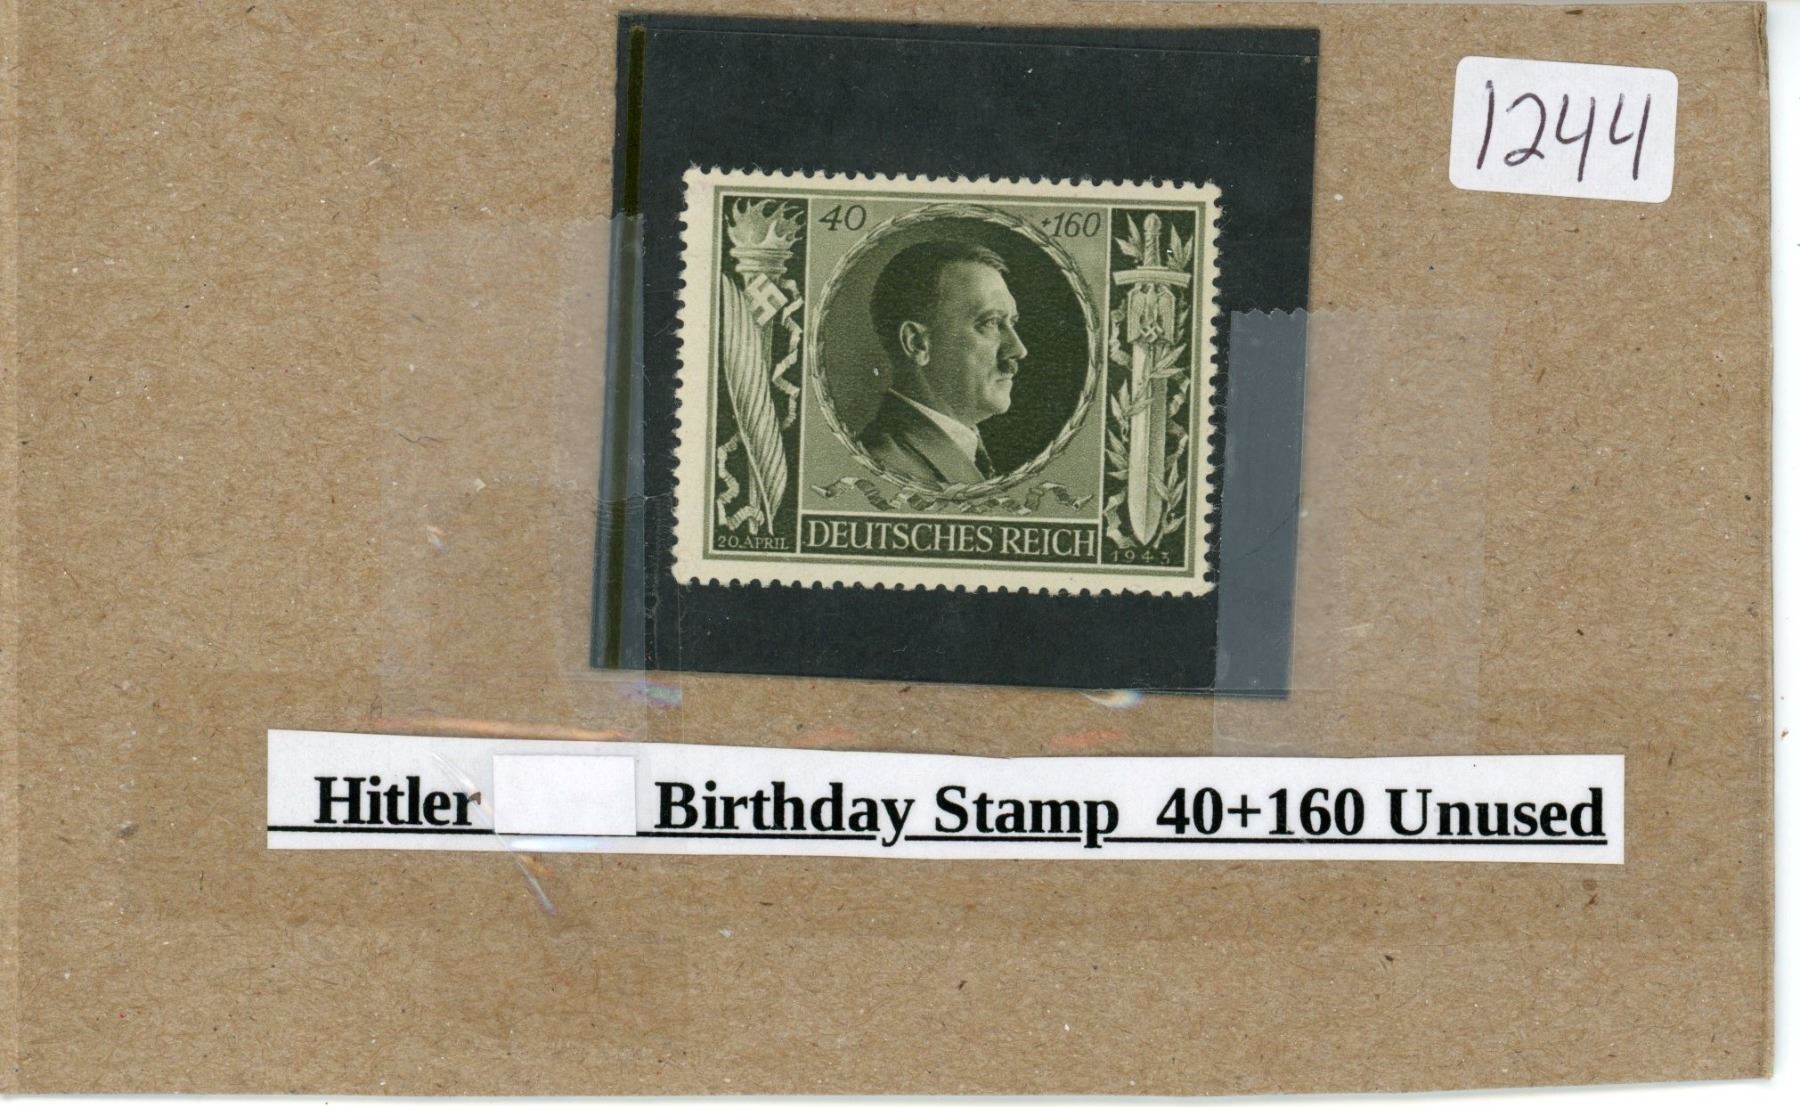 1244
40 +160
20. APRIL DEUTSCHES REICH 1943
Hitler Birthday Stamp 40+160 Unused